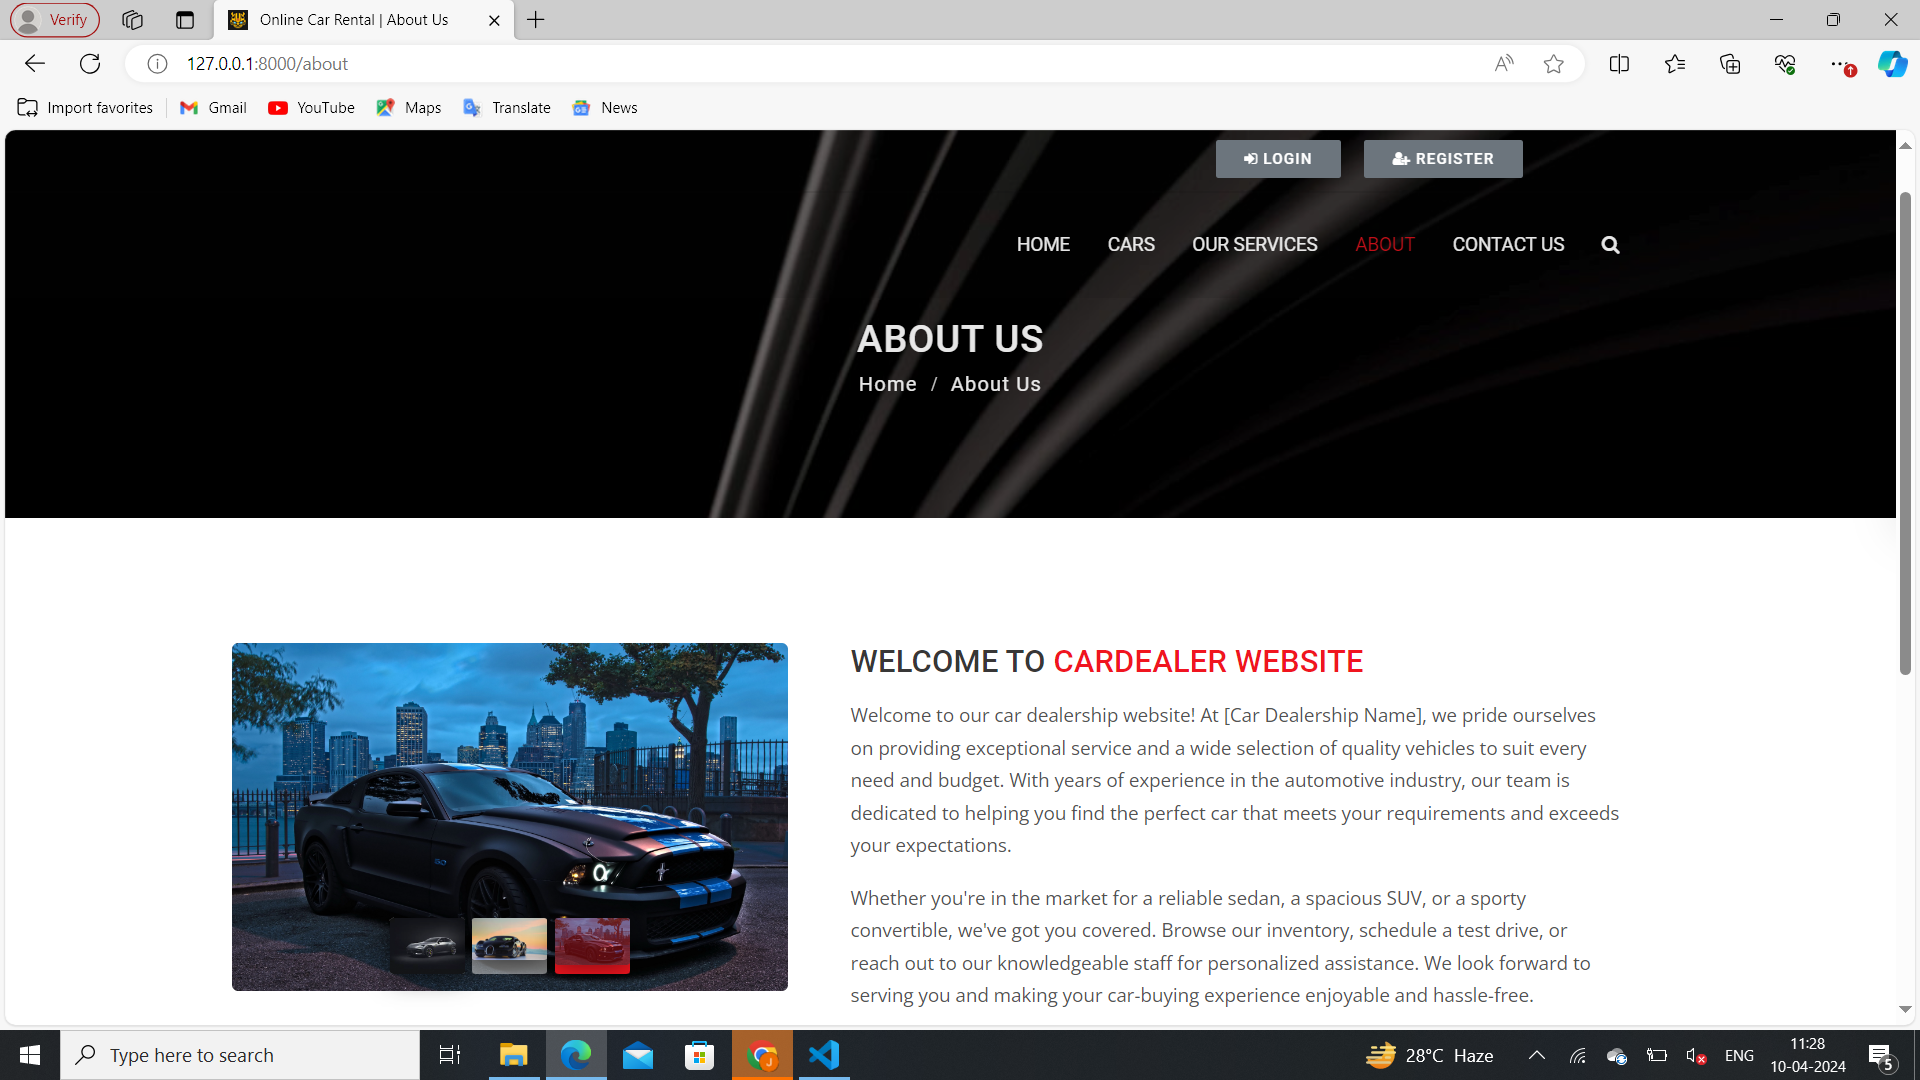 Verify
Online Car Rental | About Us
127.0.0.1:8000/about
Import favorites
Gmail
YouTube
Maps
Translate
News
LOGIN
REGISTER
HOME
CARS
OUR SERVICES
ABOUT
CONTACT US
ABOUT US
Home / About Us
WELCOME TO CARDEALER WEBSITE
Welcome to our car dealership website! At [Car Dealership Name], we pride ourselves
on providing exceptional service and a wide selection of quality vehicles to suit every
need and budget. With years of experience in the automotive industry, our team is
dedicated to helping you find the perfect car that meets your requirements and exceeds
your expectations.
Whether you're in the market for a reliable sedan, a spacious SUV, or a sporty
convertible, we've got you covered. Browse our inventory, schedule a test drive, or
reach out to our knowledgeable staff for personalized assistance. We look forward to
serving you and making your car-buying experience enjoyable and hassle-free.
Type here to search
J
28°C Haze
ENG
11:28
10-04-2024
5